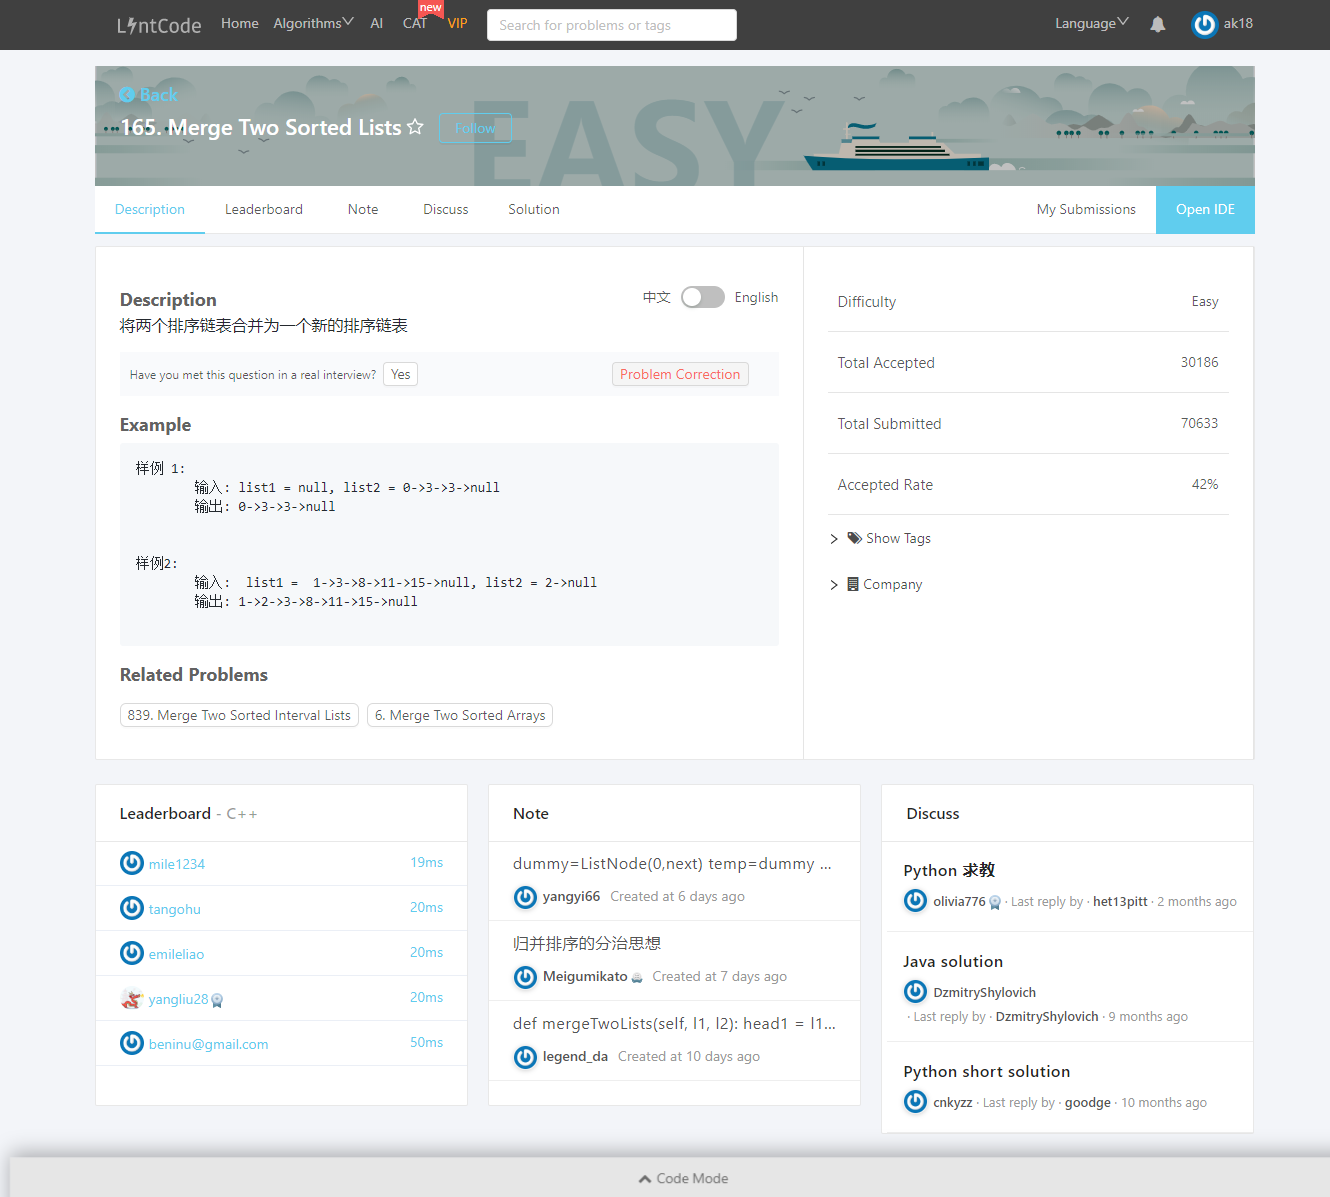 LintCode Home Algorithms AI CAT new VIP Search for problems or tags Language ak18
Back
165. Merge Two Sorted Lists Follow
EASY
Description Leaderboard Note Discuss Solution My Submissions Open IDE
Description 中文 English
将两个排序链表合并为一个新的排序链表
Have you met this question in a real interview? Yes Problem Correction
Example
样例 1:
输入: list1 = null, list2 = 0->3->3->null
输出: 0->3->3->null
样例2:
输入:  list1 =  1->3->8->11->15->null, list2 = 2->null
输出: 1->2->3->8->11->15->null
Related Problems
839. Merge Two Sorted Interval Lists 6. Merge Two Sorted Arrays
Difficulty Easy
Total Accepted 30186
Total Submitted 70633
Accepted Rate 42%
Show Tags
Company
Leaderboard - C++
mile1234 19ms
tangohu 20ms
emileliao 20ms
yangliu28 20ms
beninu@gmail.com 50ms
Note
dummy=ListNode(0,next) temp=dummy ...
yangyi66 Created at 6 days ago
归并排序的分治思想
Meigumikato Created at 7 days ago
def mergeTwoLists(self, l1, l2): head1 = l1...
legend_da Created at 10 days ago
Discuss
Python 求教
olivia776 · Last reply by · het13pitt · 2 months ago
Java solution
DzmitryShylovich
· Last reply by · DzmitryShylovich · 9 months ago
Python short solution
cnkyzz · Last reply by · goodge · 10 months ago
Code Mode